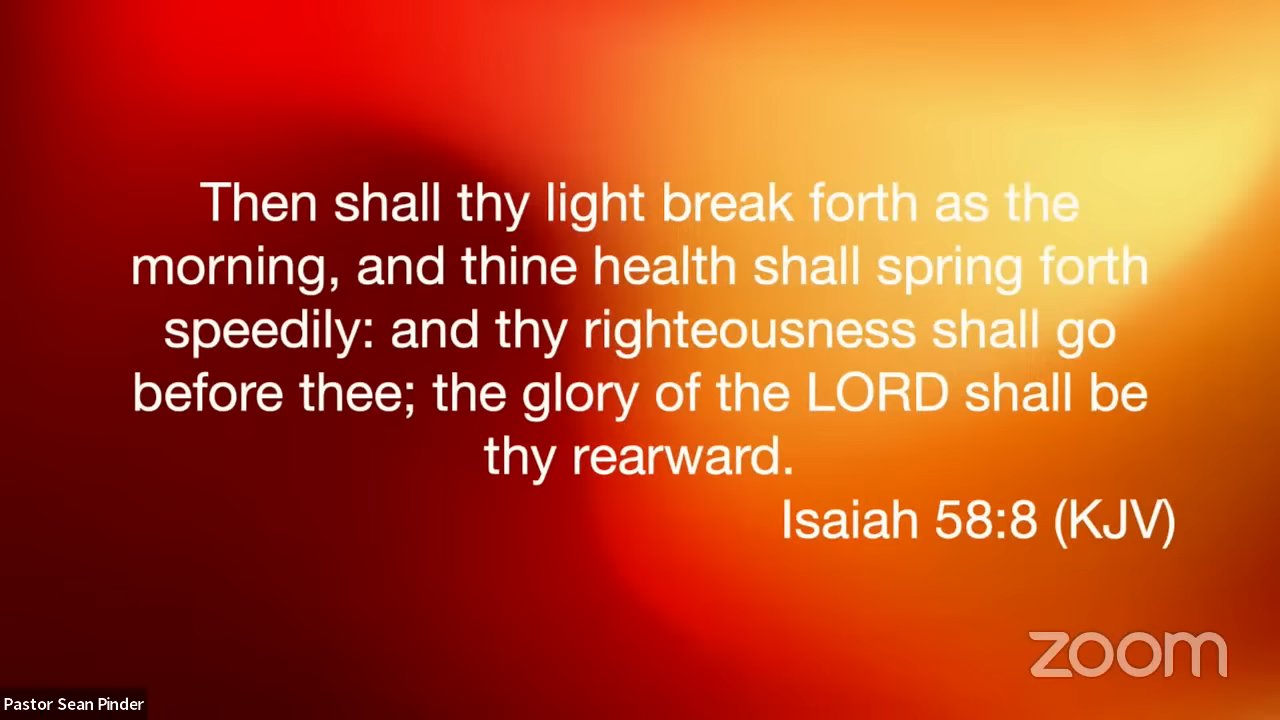 Then shall thy light break forth as the
morning, and thine health shall spring forth
speedily: and thy righteousness shall go
before thee; the glory of the LORD shall be
thy rearward.
Isaiah 58:8 (KJV)
zoom
Pastor Sean Pinder